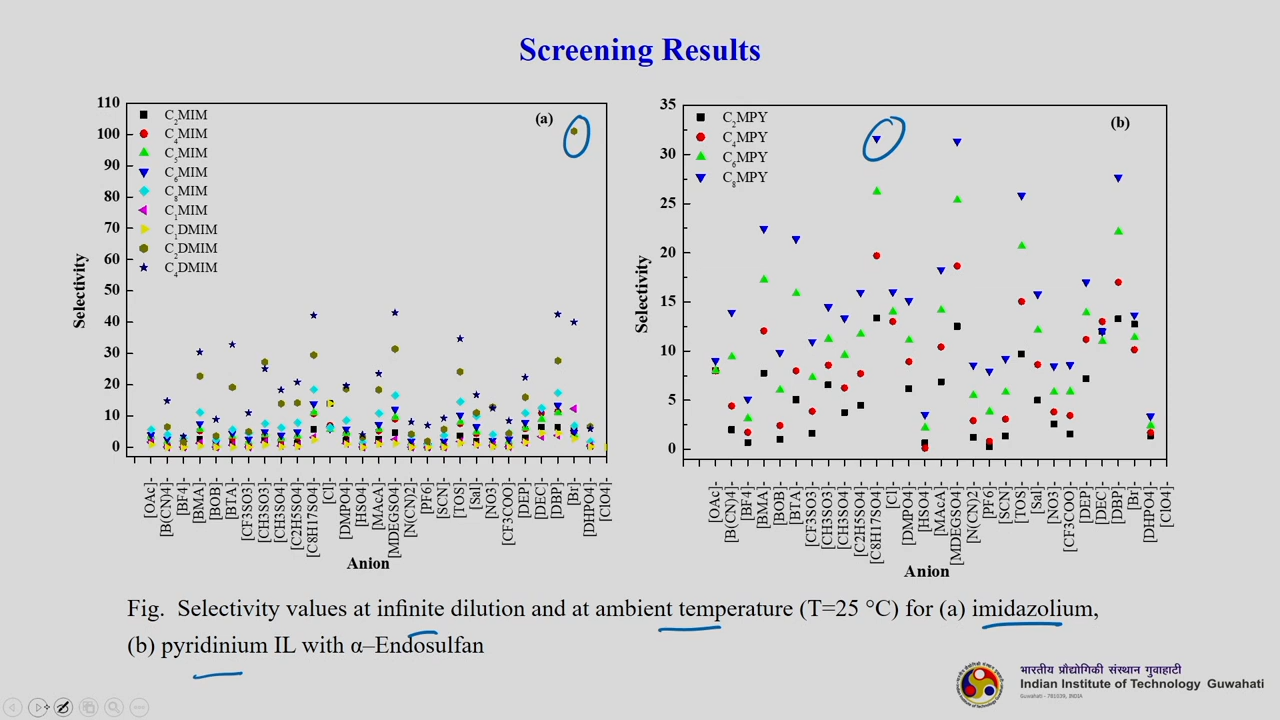 Screening Results
110
100
90
80
70
60
50
40
30
20
10
0
Selectivity
C2MIM
C4MIM
C5MIM
C6MIM
C8MIM
C1MIM
C1DMIM
C2DMIM
C4DMIM
(a)
[OAc]-
[B(CN)4]-
[BF4]-
[BMA]-
[BOB]-
[BTA]-
[CF3SO3]-
[CH3SO3]-
[CH3SO4]-
[C2H5SO4]-
[C8H17SO4]-
[Cl]-
[DMPO4]-
[HSO4]-
[MAcA]-
[MDEGSO4]-
[N(CN)2]-
[PF6]-
[SCN]-
[TOS]-
[Sal]-
[NO3]-
[CF3COO]-
[DEP]-
[DEC]-
[DBP]-
[Br]-
[DHPO4]-
[ClO4]-
Anion
35
30
25
20
15
10
5
0
Selectivity
C2MPY
C4MPY
C6MPY
C8MPY
(b)
[OAc]-
[B(CN)4]-
[BF4]-
[BMA]-
[BOB]-
[BTA]-
[CF3SO3]-
[CH3SO3]-
[CH3SO4]-
[C2H5SO4]-
[C8H17SO4]-
[Cl]-
[DMPO4]-
[HSO4]-
[MAcA]-
[MDEGSO4]-
[N(CN)2]-
[PF6]-
[SCN]-
[TOS]-
[Sal]-
[NO3]-
[CF3COO]-
[DEP]-
[DEC]-
[DBP]-
[Br]-
[DHPO4]-
[ClO4]-
Anion
Fig. Selectivity values at infinite dilution and at ambient temperature (T=25 °C) for (a) imidazolium,
(b) pyridinium IL with α–Endosulfan
भारतीय प्रौद्योगिकी संस्थान गुवाहाटी
Indian Institute of Technology Guwahati
Guwahati - 781039, INDIA